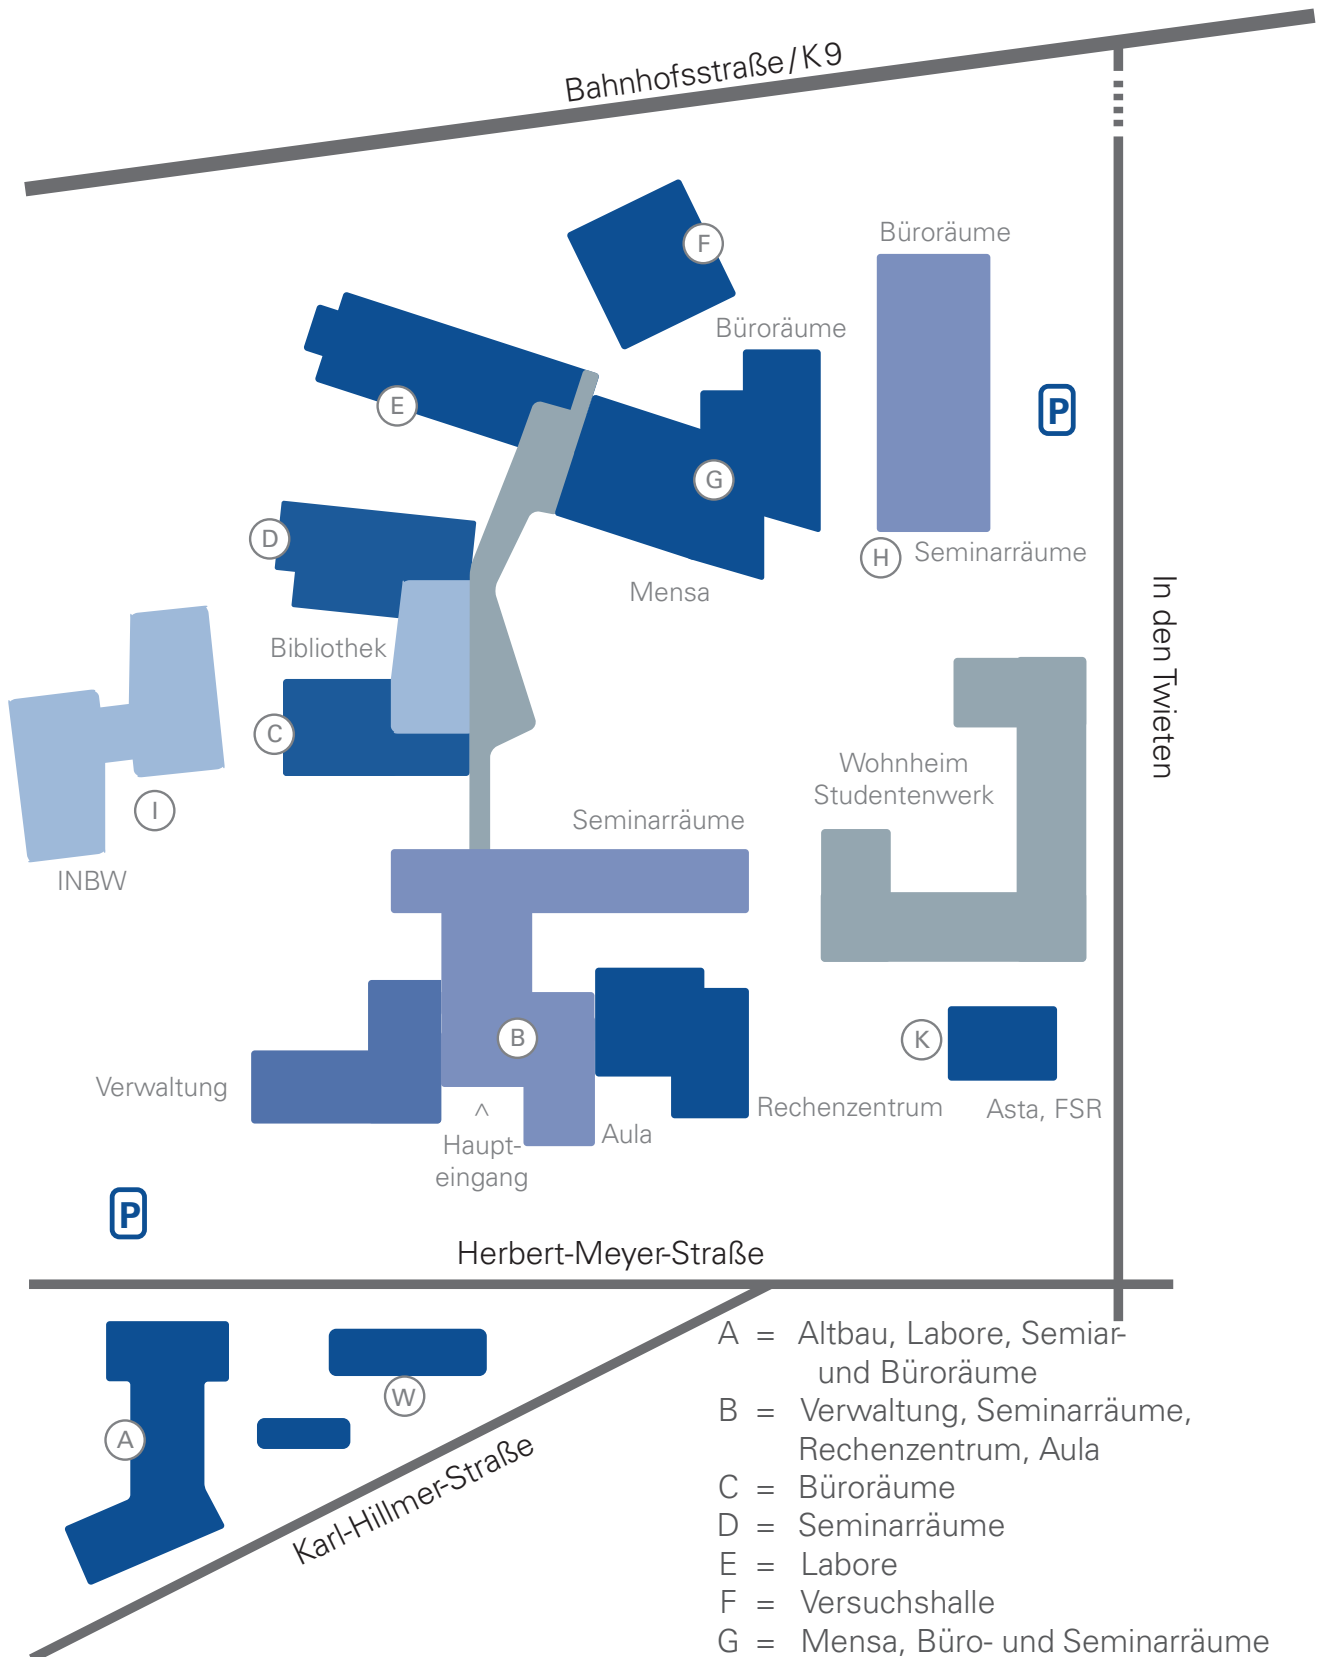 Bahnhofsstraße/K9
F
Büroräume
Büroräume
E
P
G
D
H Seminarräume
Mensa
In den Twieten
Bibliothek
C
Wohnheim
Studentenwerk
I
Seminarräume
INBW
B
K
Verwaltung
Rechenzentrum
Asta, FSR
^
Haupt-
eingang
Aula
P
Herbert-Meyer-Straße
W
A
Karl-Hillmer-Straße
A = Altbau, Labore, Semiar-
und Büroräume
B = Verwaltung, Seminarräume,
Rechenzentrum, Aula
C = Büroräume
D = Seminarräume
E = Labore
F = Versuchshalle
G = Mensa, Büro- und Seminarräume